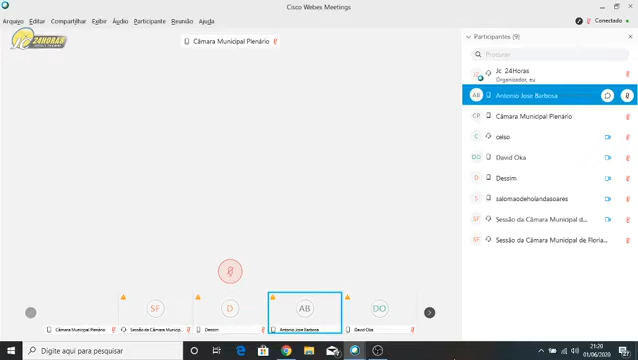 Cisco Webex Meetings
Arquivo Editar Compartilhar Exibir Áudio Participante Reunião Ajuda
Conectado
JC 24HORAS
Câmara Municipal Plenário
Participantes (9)
Procurar
Jc 24Horas
Organizador, eu
AB Antonio Jose Barbosa
CP Câmara Municipal Plenário
C celso
DO David Oka
D Dessim
S salomaodeholandasoares
SF Sessão da Câmara Municipal d...
SF Sessão da Câmara Municipal de Floria...
SF D AB DO
Câmara Municipal Plenário Sessão da Câmara Municip... Dessim Antonio Jose Barbosa David Oka
Digite aqui para pesquisar
21:20
01/06/2020